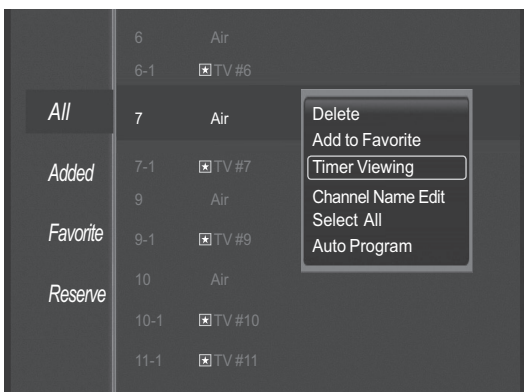 All
Added
Favorite
Reserve
6 Air
6-1 TV #6
7 Air
7-1 TV #7
9 Air
9-1 TV #9
10 Air
10-1 TV #10
11-1 TV #11
Delete
Add to Favorite
Timer Viewing
Channel Name Edit
Select All
Auto Program